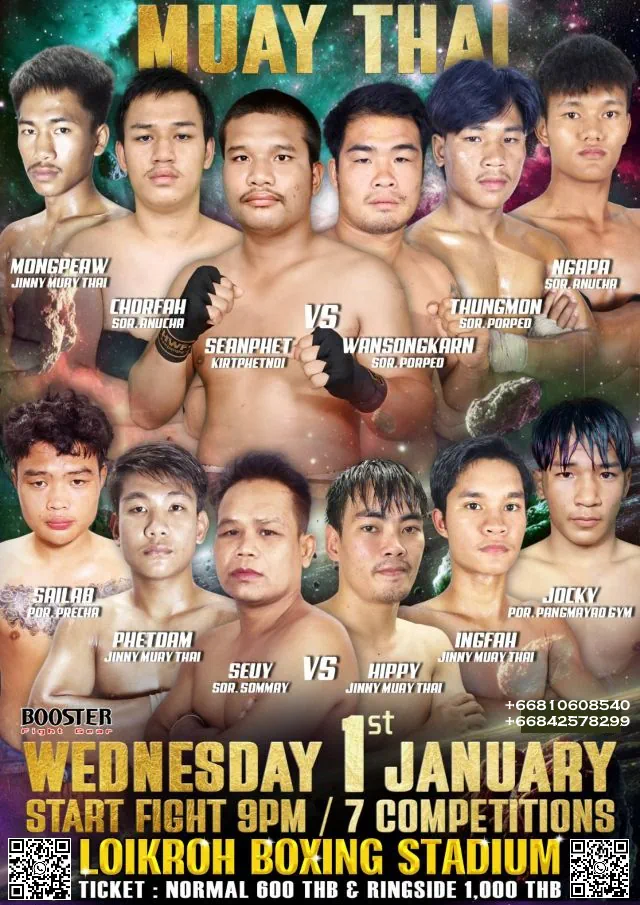 MUAY THAI
MONGPEAW
JINNY MUAY THAI
NGAPA
SOR. ANUCHA
CHORFAH
SOR. ANUCHA
THUNGMON
SOR. PORPED
SEANPHET
KIRTPHETNOI
VS
WANSONGKARN
SOR. PORPED
SAILAB
POR. PRECHA
JOCKY
POR. PANGMAYAO GYM
PHETDAM
JINNY MUAY THAI
INGFAH
JINNY MUAY THAI
SEUY
SOR. SOMMAY
VS
HIPPY
JINNY MUAY THAI
BOOSTER
Fight Gear
+66810608540
+66842578299
WEDNESDAY 1st JANUARY
START FIGHT 9PM / 7 COMPETITIONS
LOIKROH BOXING STADIUM
TICKET : NORMAL 600 THB & RINGSIDE 1,000 THB